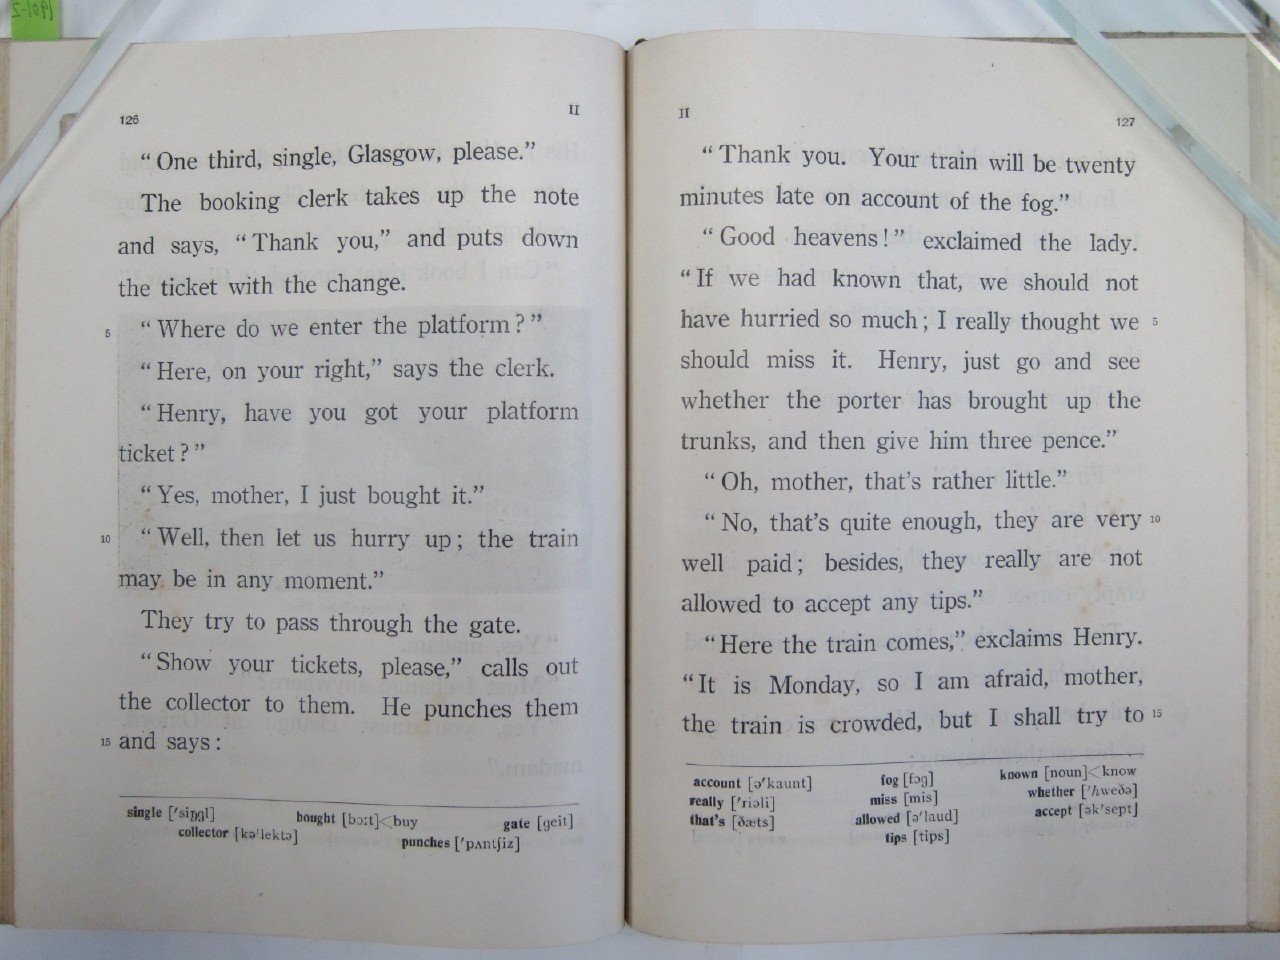 126
II
“One third, single, Glasgow, please.”
The booking clerk takes up the note
and says, “Thank you,” and puts down
the ticket with the change.
5 “Where do we enter the platform?”
“Here, on your right,” says the clerk.
“Henry, have you got your platform
ticket?”
“Yes, mother, I just bought it.”
10 “Well, then let us hurry up; the train
may be in any moment.”
They try to pass through the gate.
“Show your tickets, please,” calls out
the collector to them. He punches them
15 and says:
single ['siŋgl] bought [bɔːt]<buy gate [geit]
collector [kə'lektə] punches ['pʌntʃiz]
II
127
“Thank you. Your train will be twenty
minutes late on account of the fog.”
“Good heavens!” exclaimed the lady.
“If we had known that, we should not
have hurried so much; I really thought we 5
should miss it. Henry, just go and see
whether the porter has brought up the
trunks, and then give him three pence.”
“Oh, mother, that's rather little.”
“No, that's quite enough, they are very 10
well paid; besides, they really are not
allowed to accept any tips.”
“Here the train comes,” exclaims Henry.
“It is Monday, so I am afraid, mother,
the train is crowded, but I shall try to 15
account [ə'kaunt] fog [fɔg] known [noun]<know
really ['riəli] miss [mis] whether ['hweðə]
that's [ðæts] allowed [ə'laud] accept [ək'sept]
tips [tips]